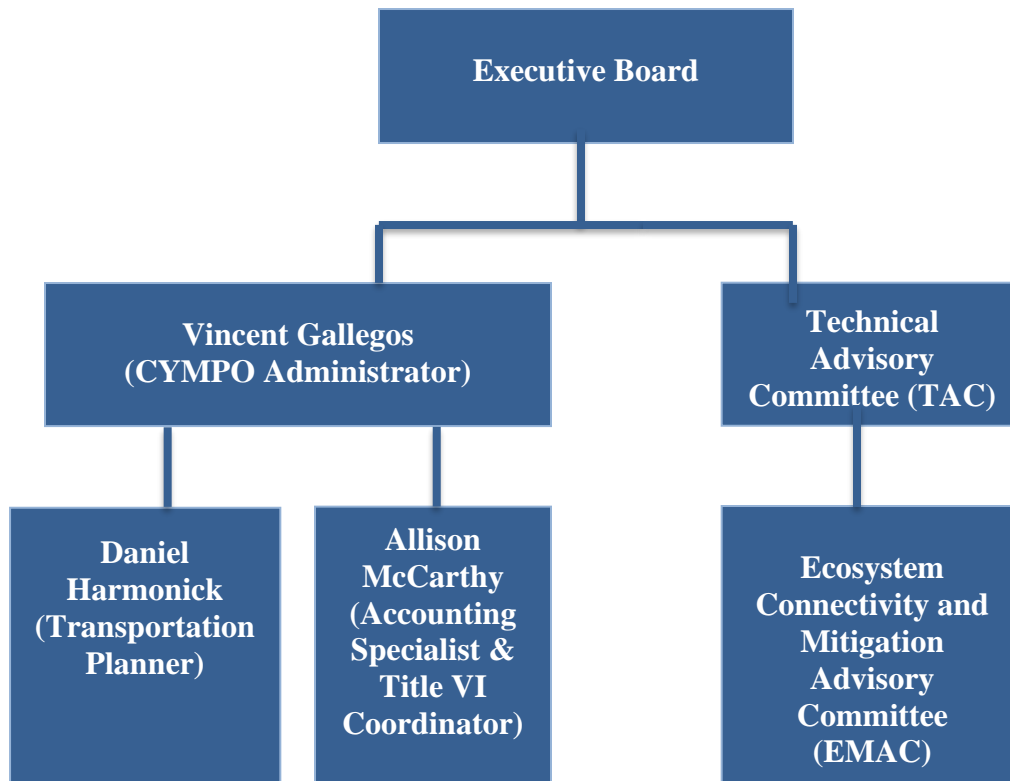 Executive Board
Vincent Gallegos
(CYMPO Administrator)
Technical
Advisory
Committee (TAC)
Daniel
Harmonick
(Transportation
Planner)
Allison
McCarthy
(Accounting
Specialist &
Title VI
Coordinator)
Ecosystem
Connectivity and
Mitigation
Advisory
Committee
(EMAC)